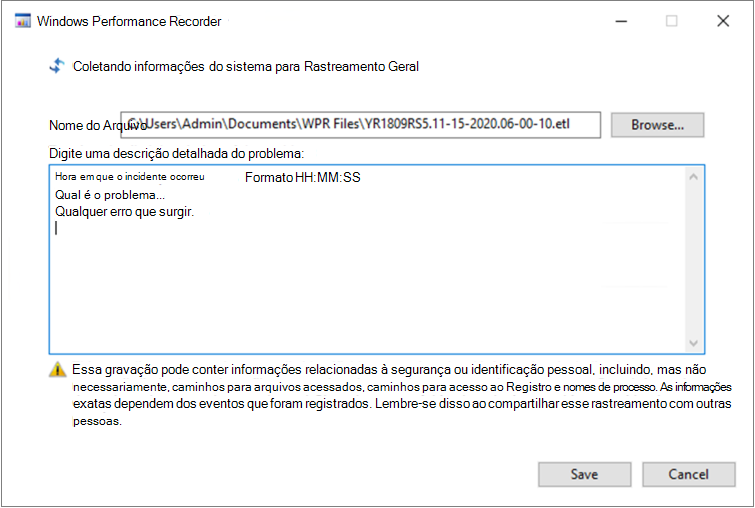 Windows Performance Recorder
Coletando informações do sistema para Rastreamento Geral
Nome do Arquivo C:\Users\Admin\Documents\WPR Files\YR1809RS5.11-15-2020.06-00-10.etl Browse...
Digite uma descrição detalhada do problema:
Hora em que o incidente ocorreu Formato HH:MM:SS
Qual é o problema...
Qualquer erro que surgir.
Essa gravação pode conter informações relacionadas à segurança ou identificação pessoal, incluindo, mas não
necessariamente, caminhos para arquivos acessados, caminhos para acesso ao Registro e nomes de processo. As informações
exatas dependem dos eventos que foram registrados. Lembre-se disso ao compartilhar esse rastreamento com outras
pessoas.
Save Cancel